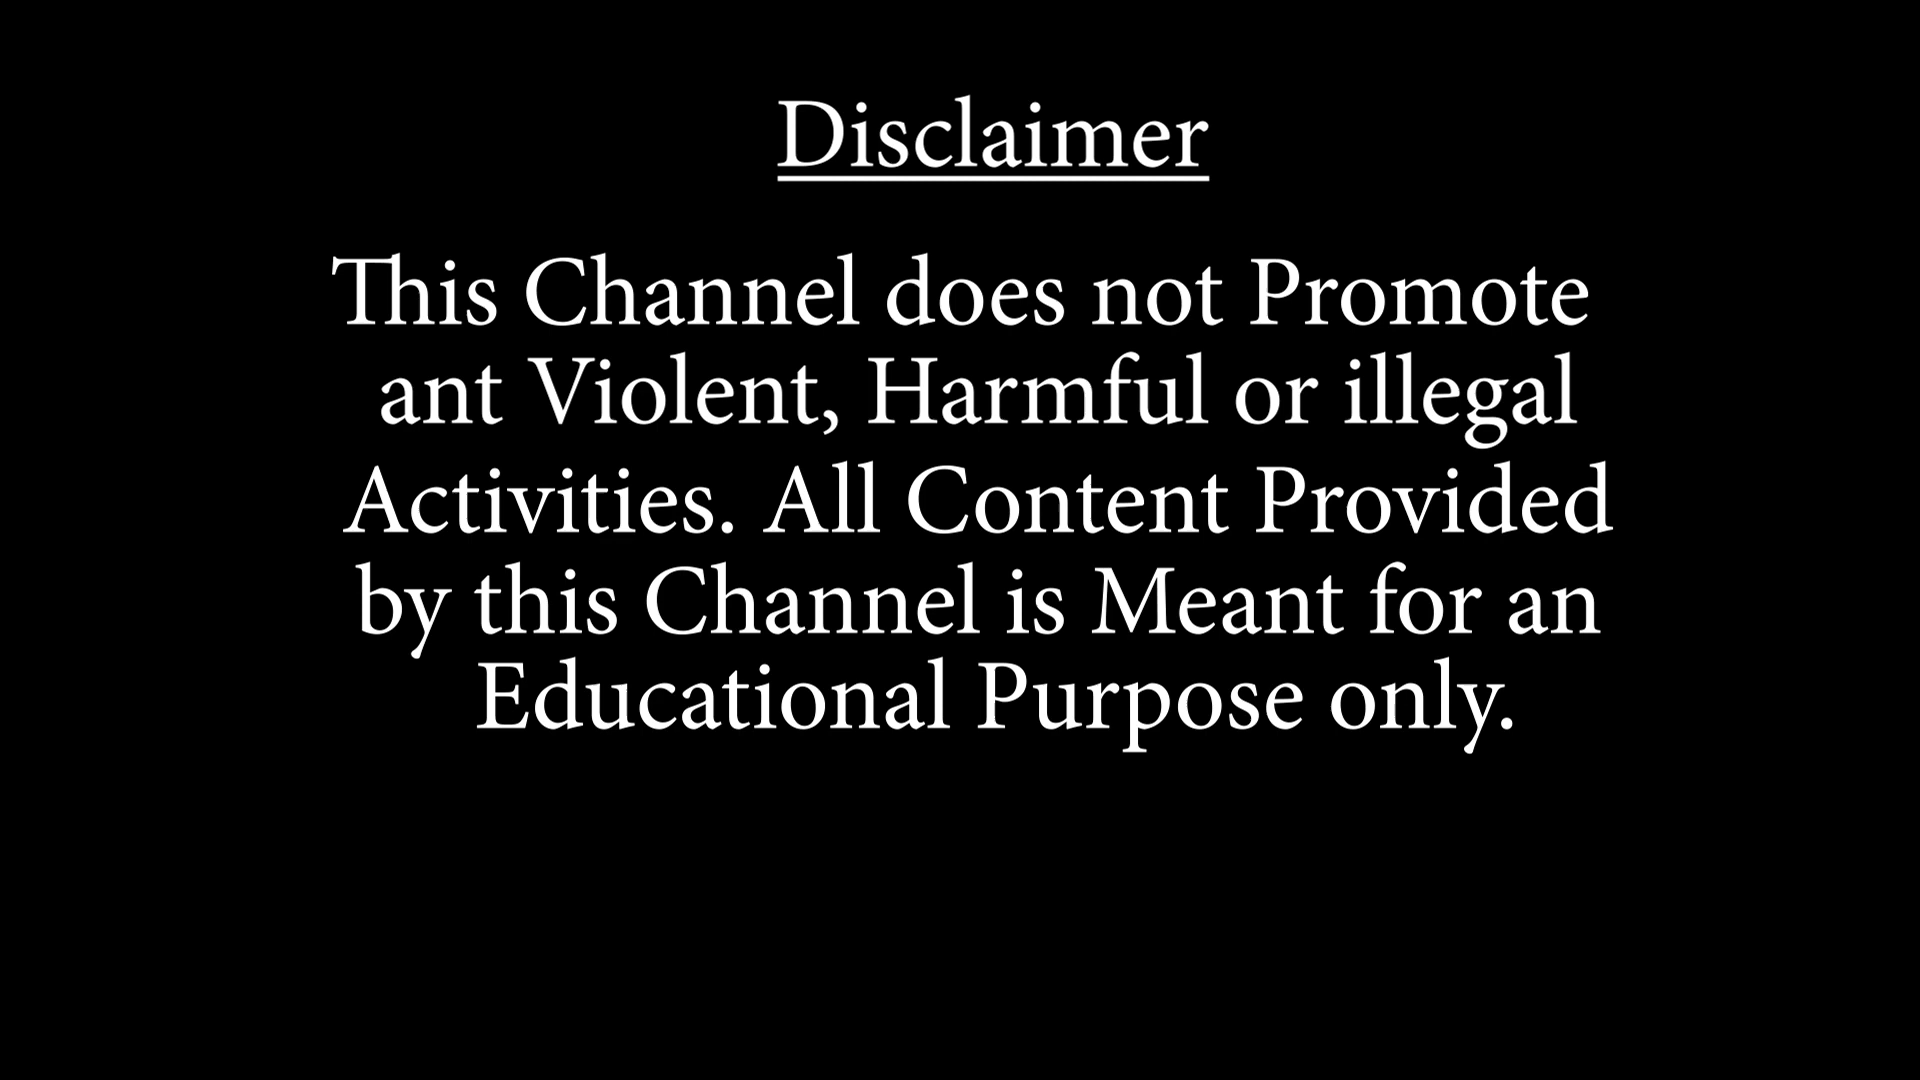 Disclaimer
This Channel does not Promote
ant Violent, Harmful or illegal
Activities. All Content Provided
by this Channel is Meant for an
Educational Purpose only.